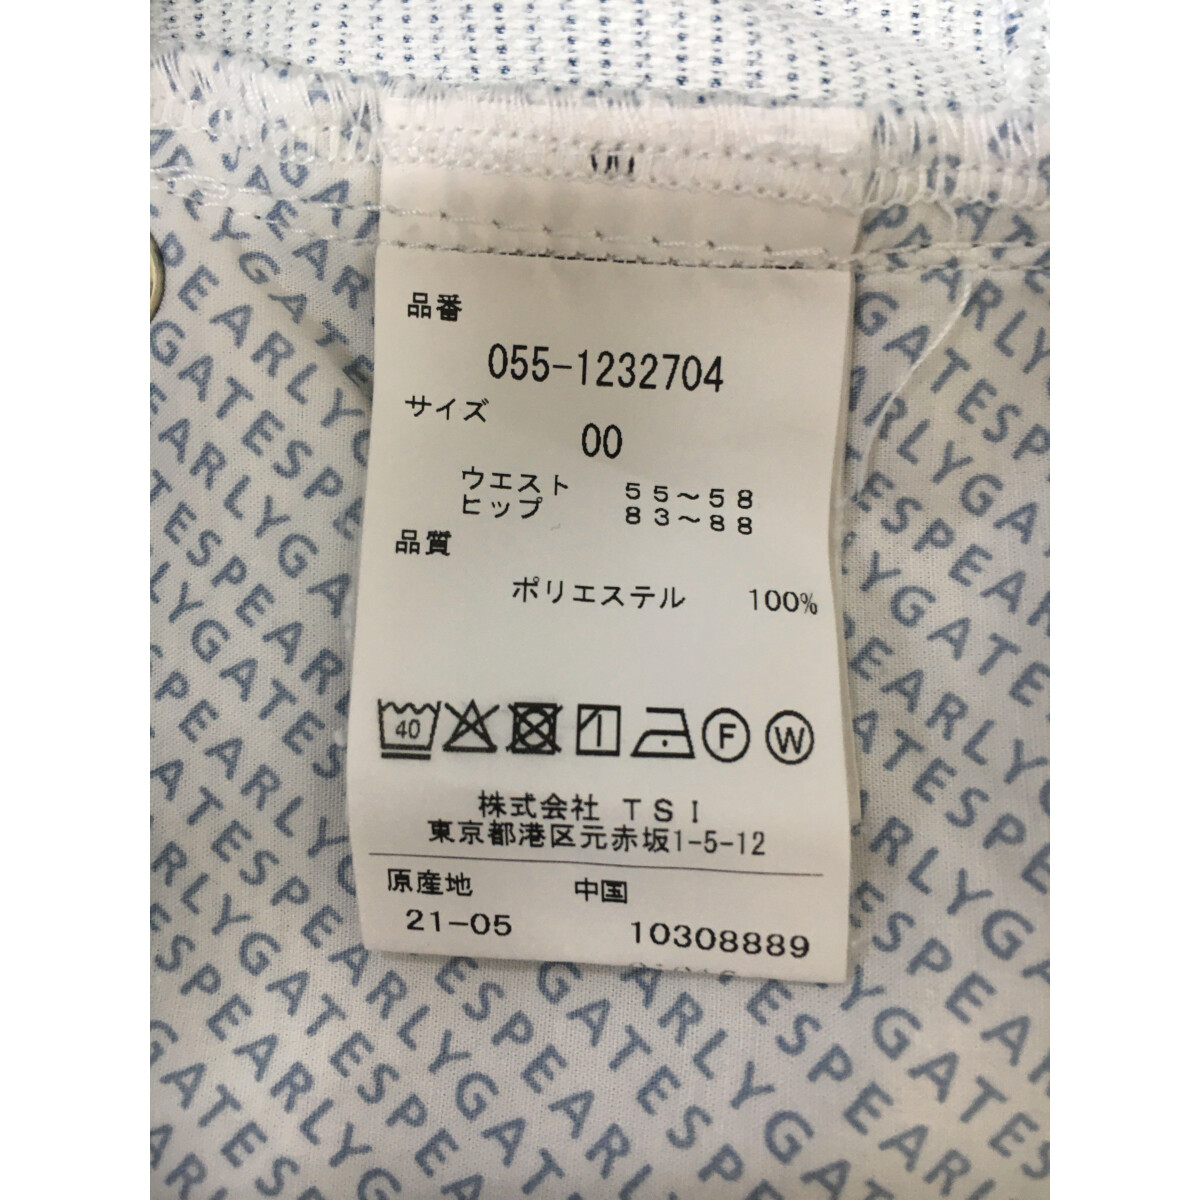 00
品番
055-1232704
サイズ
00
ウエスト 55～58
ヒップ 83～88
品質
ポリエステル 100%
40
F
W
株式会社 TSI
東京都港区元赤坂1-5-12
原産地 中国
21-05 10308889
PEARLYGATES